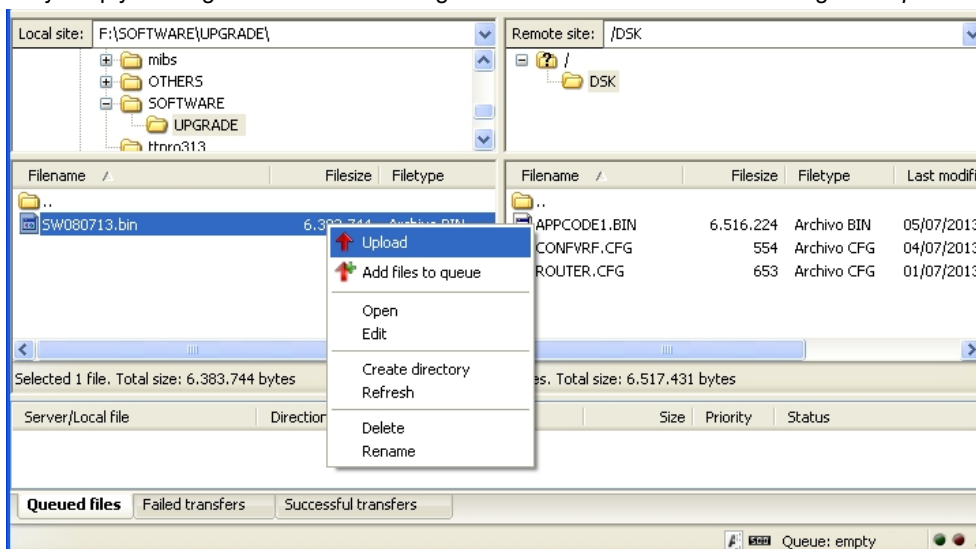 Local site: F:\SOFTWARE\UPGRADE\
Remote site: /DSK
mibs
OTHERS
SOFTWARE
UPGRADE
ttpro313
/
DSK
Filename Filesize Filetype
..
SW080713.bin
Filename Filesize Filetype Last modifi
..
APPCODE1.BIN 6.516.224 Archivo BIN 05/07/2013
CONFVRF.CFG 554 Archivo CFG 04/07/2013
ROUTER.CFG 653 Archivo CFG 01/07/2013
Upload
Add files to queue
Open
Edit
Create directory
Refresh
Delete
Rename
Selected 1 file. Total size: 6.383.744 bytes
es. Total size: 6.517.431 bytes
Server/Local file Direction Size Priority Status
Queued files Failed transfers Successful transfers
Queue: empty